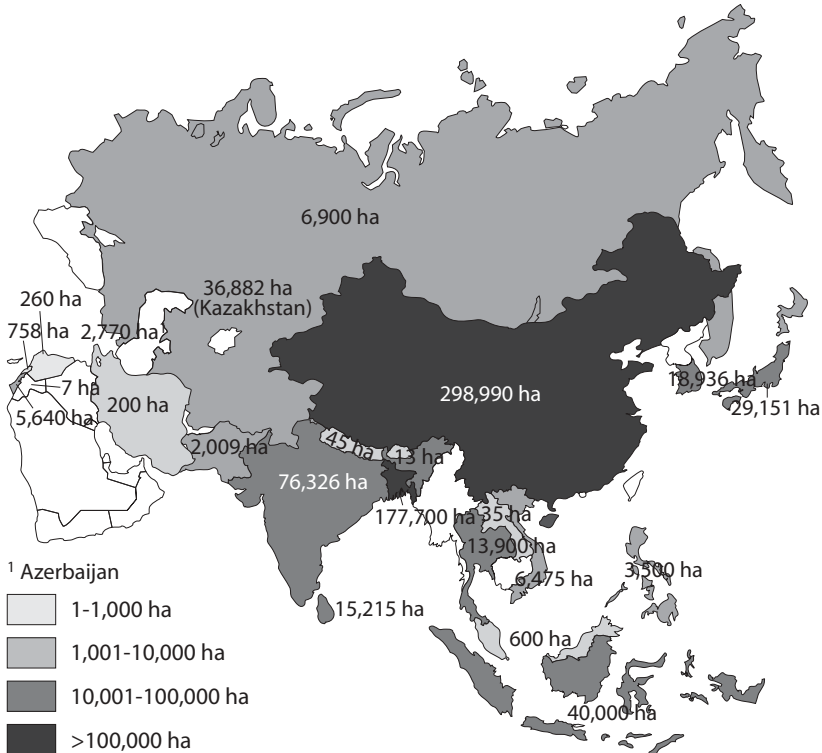 6,900 ha
36,882 ha
(Kazakhstan)
260 ha
758 ha
2,770 ha
7 ha
5,640 ha
200 ha
298,990 ha
18,936 ha
29,151 ha
2,009 ha
45 ha
13 ha
76,326 ha
177,700 ha
35 ha
13,900 ha
6,475 ha
3,500 ha
15,215 ha
600 ha
40,000 ha
¹ Azerbaijan
1-1,000 ha
1,001-10,000 ha
10,001-100,000 ha
>100,000 ha